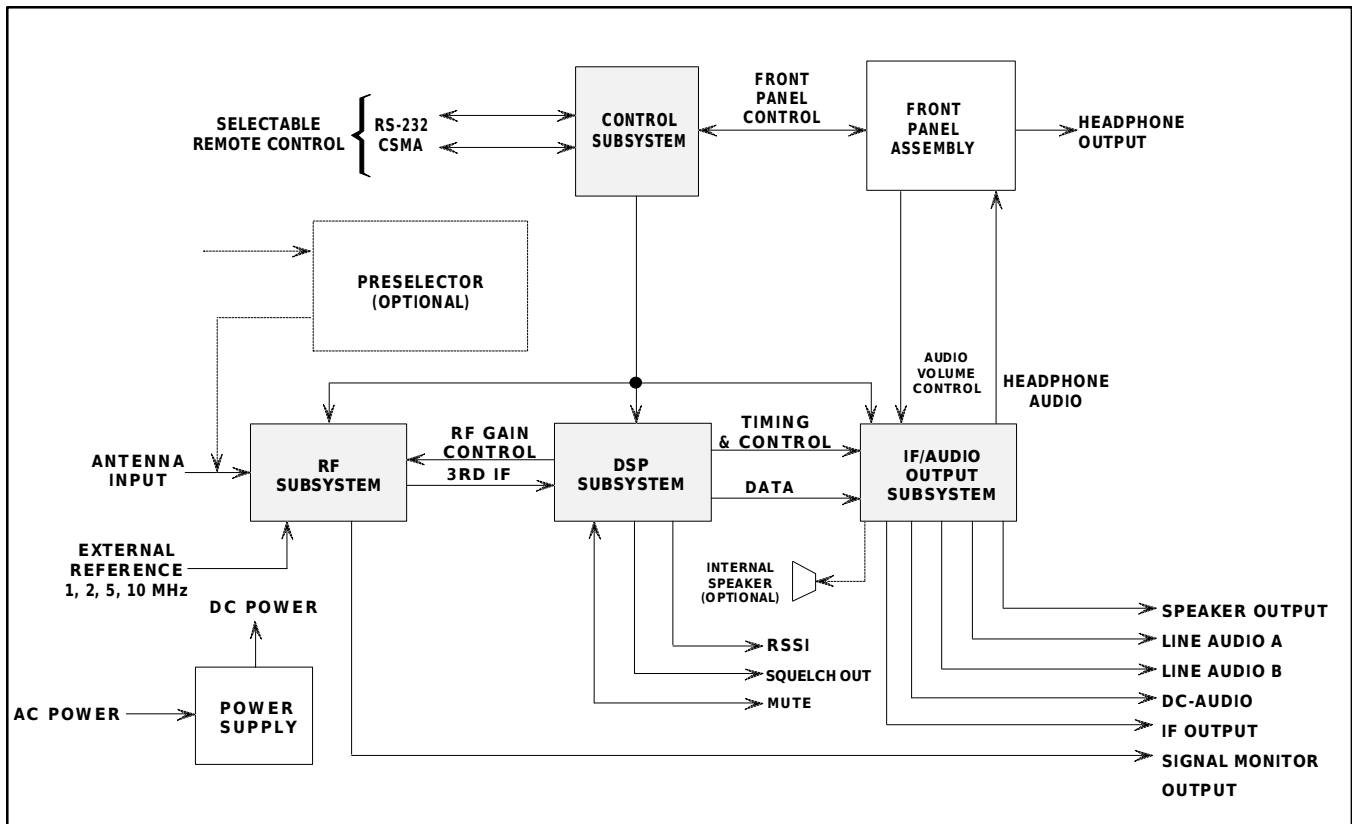 FRONT
PANEL
CONTROL
CONTROL
SUBSYSTEM
FRONT
PANEL
ASSEMBLY
HEADPHONE
OUTPUT
SELECTABLE
REMOTE CONTROL
RS-232
CSMA
PRESELECTOR
(OPTIONAL)
AUDIO
VOLUME
CONTROL
HEADPHONE
AUDIO
ANTENNA
INPUT
RF
SUBSYSTEM
RF GAIN
CONTROL
3RD IF
DSP
SUBSYSTEM
TIMING
& CONTROL
DATA
IF/AUDIO
OUTPUT
SUBSYSTEM
EXTERNAL
REFERENCE
1, 2, 5, 10 MHz
INTERNAL
SPEAKER
(OPTIONAL)
DC POWER
AC POWER
POWER
SUPPLY
RSSI
SQUELCH OUT
MUTE
SPEAKER OUTPUT
LINE AUDIO A
LINE AUDIO B
DC-AUDIO
IF OUTPUT
SIGNAL MONITOR
OUTPUT